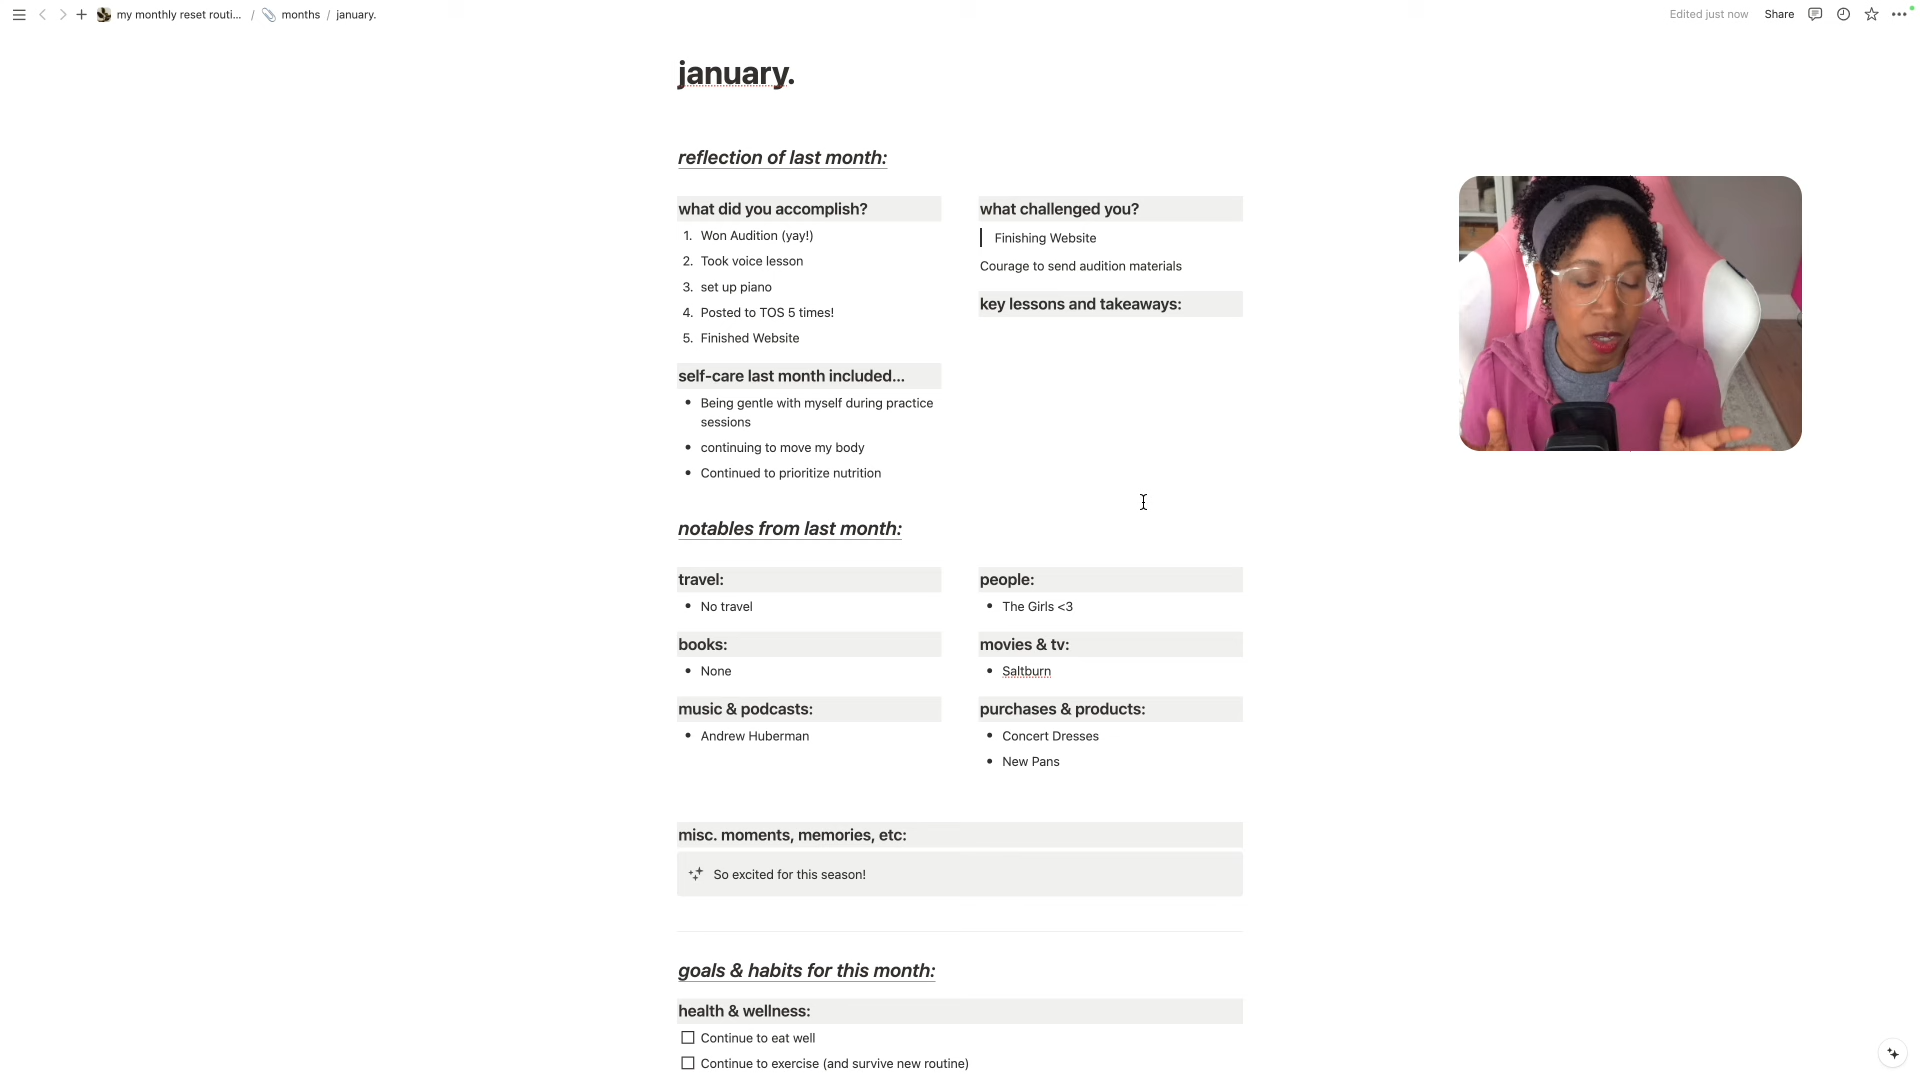 my monthly reset routi... / months / january.
Edited just now Share
january.
reflection of last month:
what did you accomplish?
1. Won Audition (yay!)
2. Took voice lesson
3. set up piano
4. Posted to TOS 5 times!
5. Finished Website
self-care last month included...
• Being gentle with myself during practice
sessions
• continuing to move my body
• Continued to prioritize nutrition
what challenged you?
Finishing Website
Courage to send audition materials
key lessons and takeaways:
notables from last month:
travel:
• No travel
books:
• None
music & podcasts:
• Andrew Huberman
people:
• The Girls <3
movies & tv:
• Saltburn
purchases & products:
• Concert Dresses
• New Pans
misc. moments, memories, etc:
So excited for this season!
goals & habits for this month:
health & wellness:
Continue to eat well
Continue to exercise (and survive new routine)